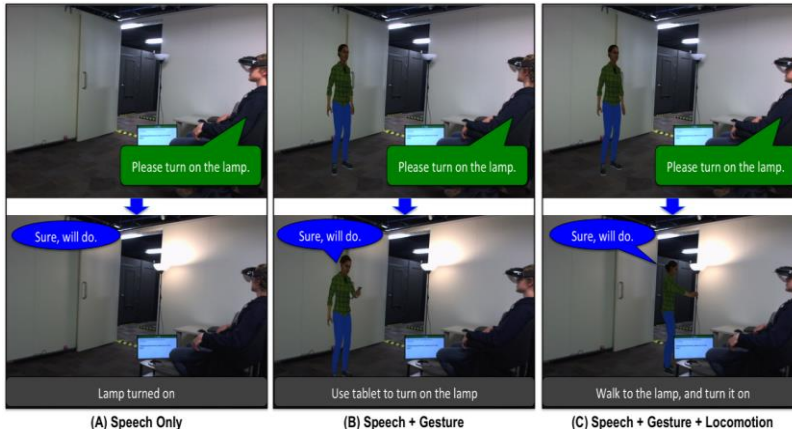 Please turn on the lamp.
Please turn on the lamp.
Please turn on the lamp.
Sure, will do.
Sure, will do.
Sure, will do.
Lamp turned on
Use tablet to turn on the lamp
Walk to the lamp, and turn it on
(A) Speech Only
(B) Speech + Gesture
(C) Speech + Gesture + Locomotion